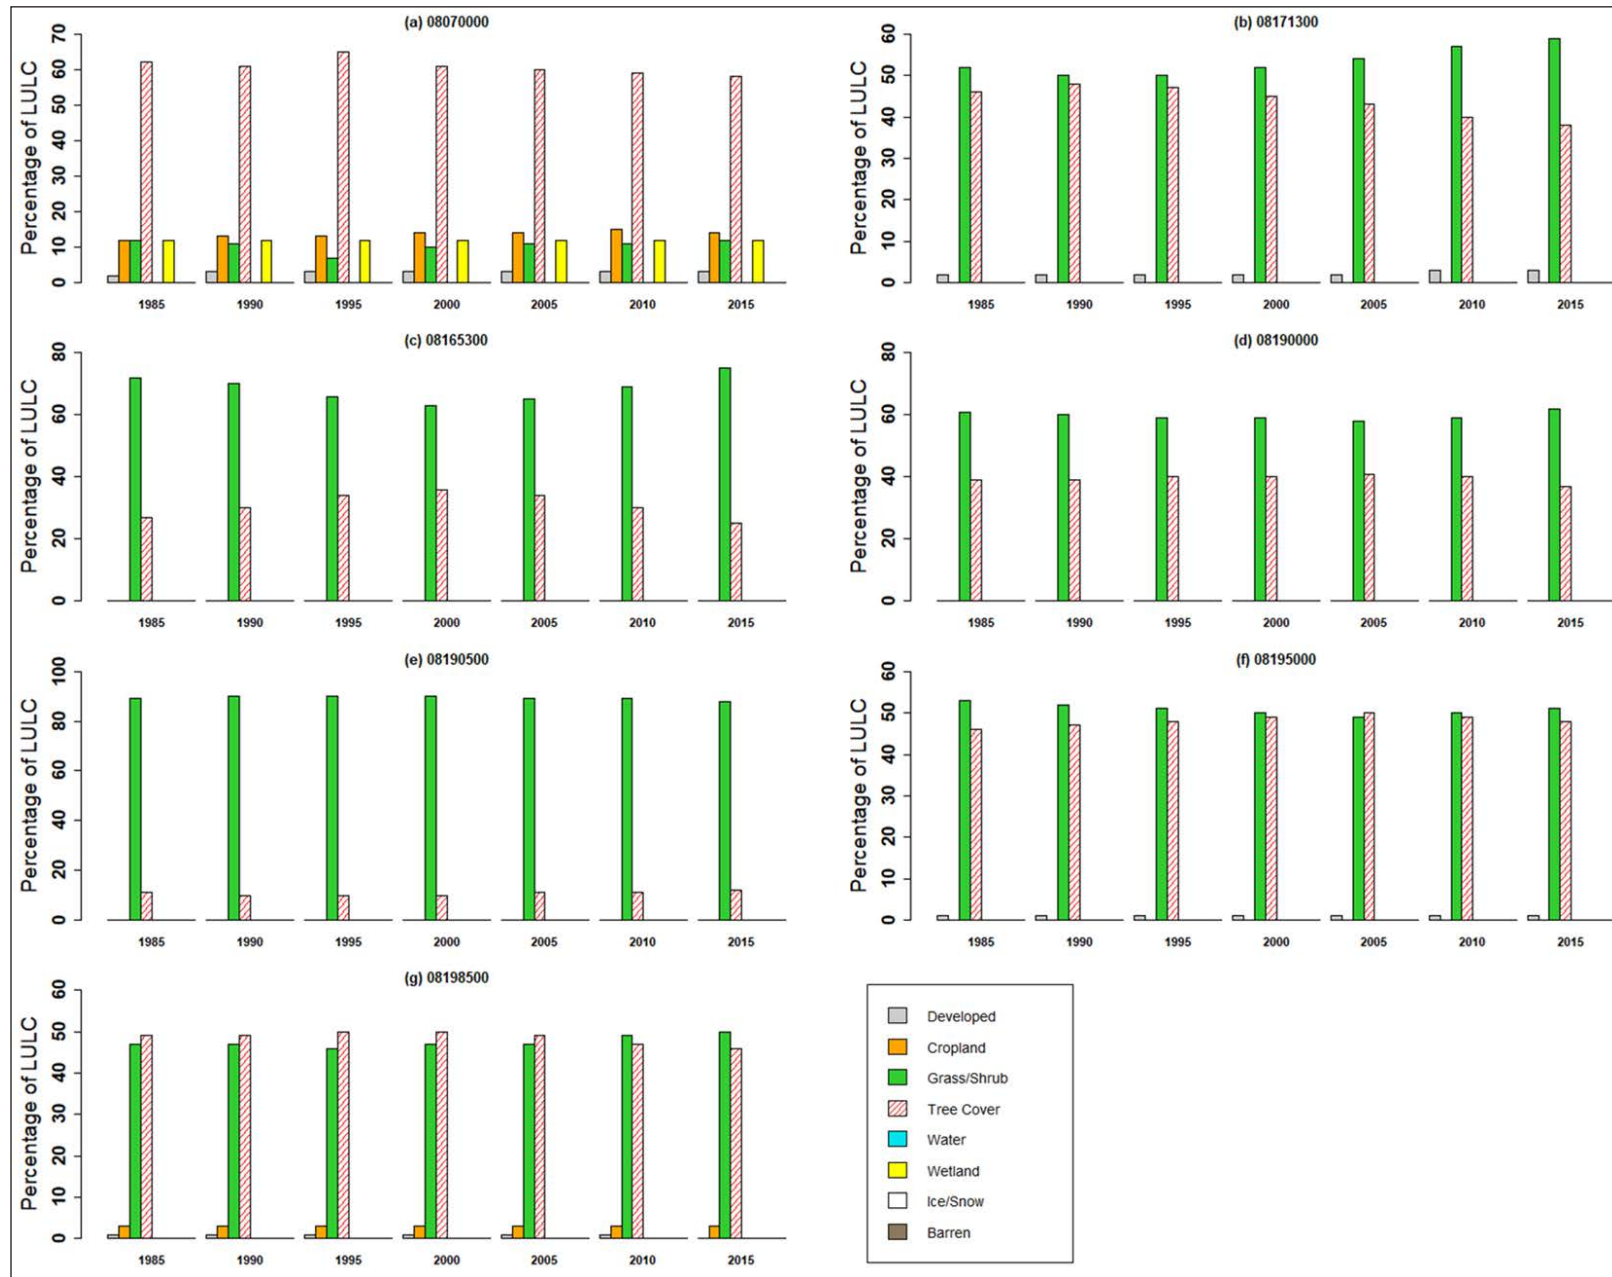 (a) 08070000
Percentage of LULC
0 10 20 30 40 50 60 70
1985 1990 1995 2000 2005 2010 2015
(b) 08171300
Percentage of LULC
0 10 20 30 40 50 60
1985 1990 1995 2000 2005 2010 2015
(c) 08165300
Percentage of LULC
0 20 40 60 80
1985 1990 1995 2000 2005 2010 2015
(d) 08190000
Percentage of LULC
0 20 40 60 80
1985 1990 1995 2000 2005 2010 2015
(e) 08190500
Percentage of LULC
0 20 40 60 80 100
1985 1990 1995 2000 2005 2010 2015
(f) 08195000
Percentage of LULC
0 10 20 30 40 50 60
1985 1990 1995 2000 2005 2010 2015
(g) 08198500
Percentage of LULC
0 10 20 30 40 50 60
1985 1990 1995 2000 2005 2010 2015
Developed
Cropland
Grass/Shrub
Tree Cover
Water
Wetland
Ice/Snow
Barren